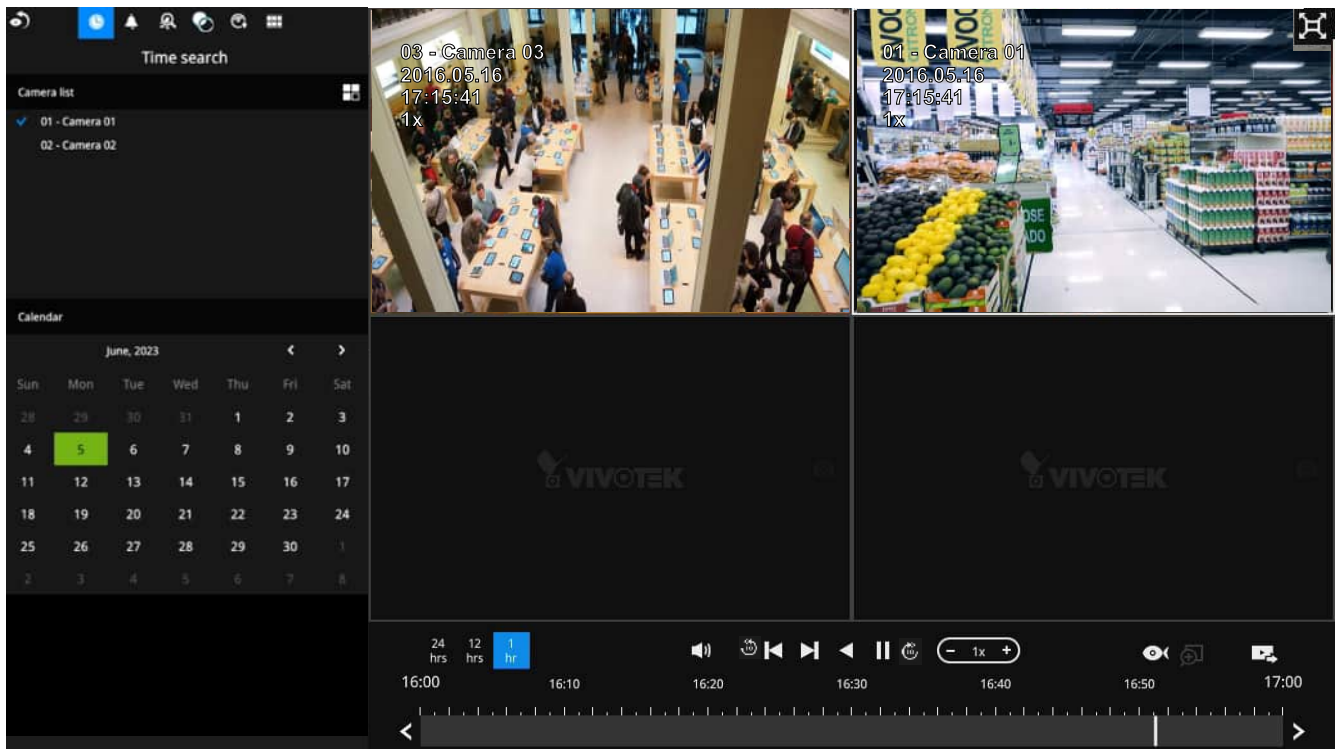 Time search
Camera list
01 - Camera 01
02 - Camera 02
Calendar
June, 2023
Sun Mon Tue Wed Thu Fri Sat
28 29 30 31 1 2 3
4 5 6 7 8 9 10
11 12 13 14 15 16 17
18 19 20 21 22 23 24
25 26 27 28 29 30 1
2 3 4 5 6 7 8
03 - Camera 03
2016.05.16
17:15:41
1x
01 - Camera 01
2016.05.16
17:15:41
1x
VIVOTEK
VIVOTEK
24 hrs 12 hrs 1 hr
10
10
1x
16:00 16:10 16:20 16:30 16:40 16:50 17:00